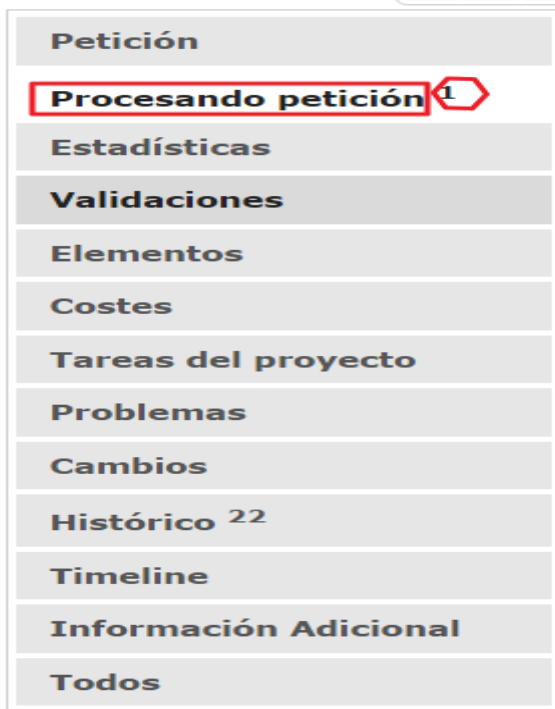 Petición
Procesando petición 1
Estadísticas
Validaciones
Elementos
Costes
Tareas del proyecto
Problemas
Cambios
Histórico 22
Timeline
Información Adicional
Todos